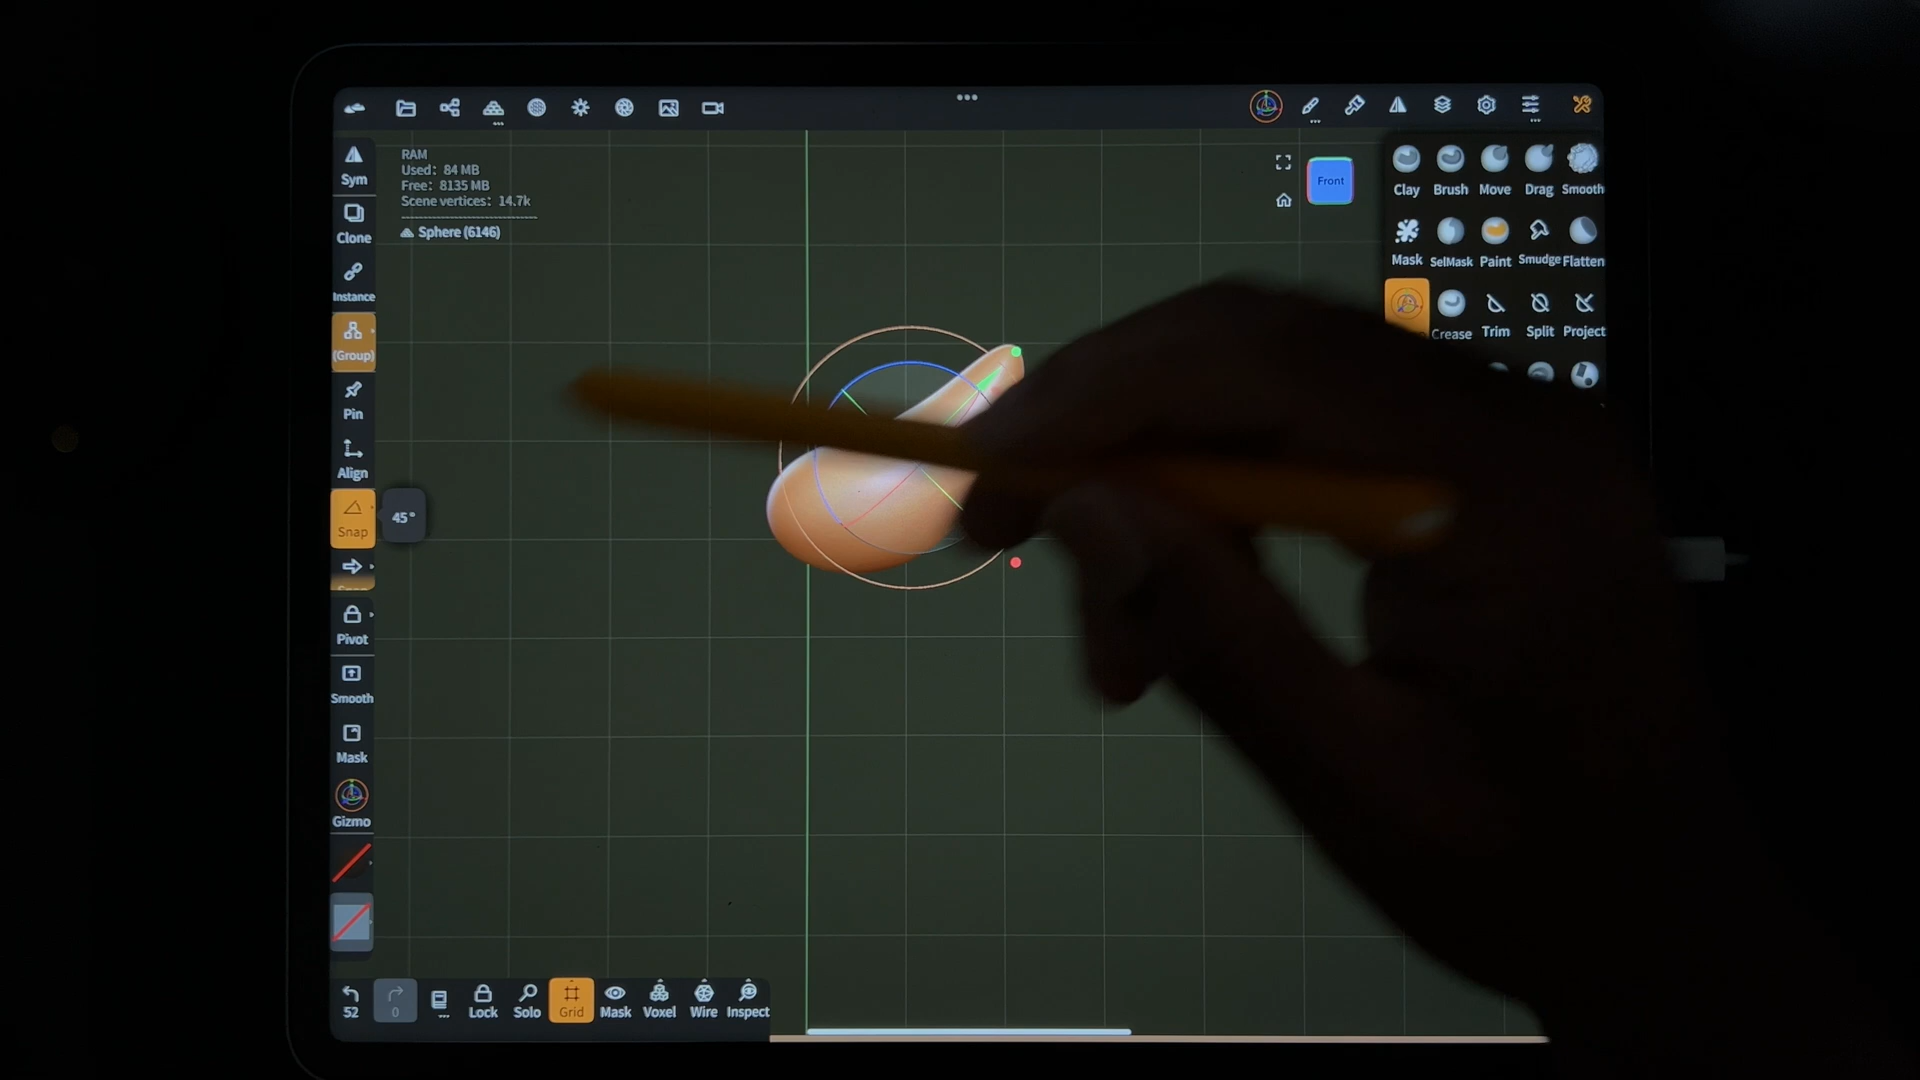 RAM
Used: 84 MB
Free: 8135 MB
Scene vertices: 14.7k
Sphere (6146)
Sym
Clone
Instance
(Group)
Pin
Align
Snap
45°
Pivot
Smooth
Mask
Gizmo
Front
Clay Brush Move Drag Smooth
Mask SelMask Paint Smudge Flatten
Crease Trim Split Project
52 0 Lock Solo Grid Mask Voxel Wire Inspect